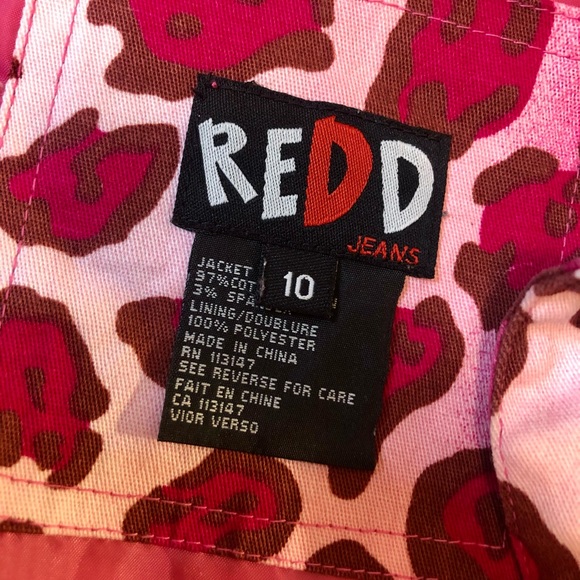 REDD
JEANS
10
JACKET
97% COT
3% SPA
LINING/DOUBLURE
100% POLYESTER
MADE IN CHINA
RN 113147
SEE REVERSE FOR CARE
FAIT EN CHINE
CA 113147
VIOR VERSO